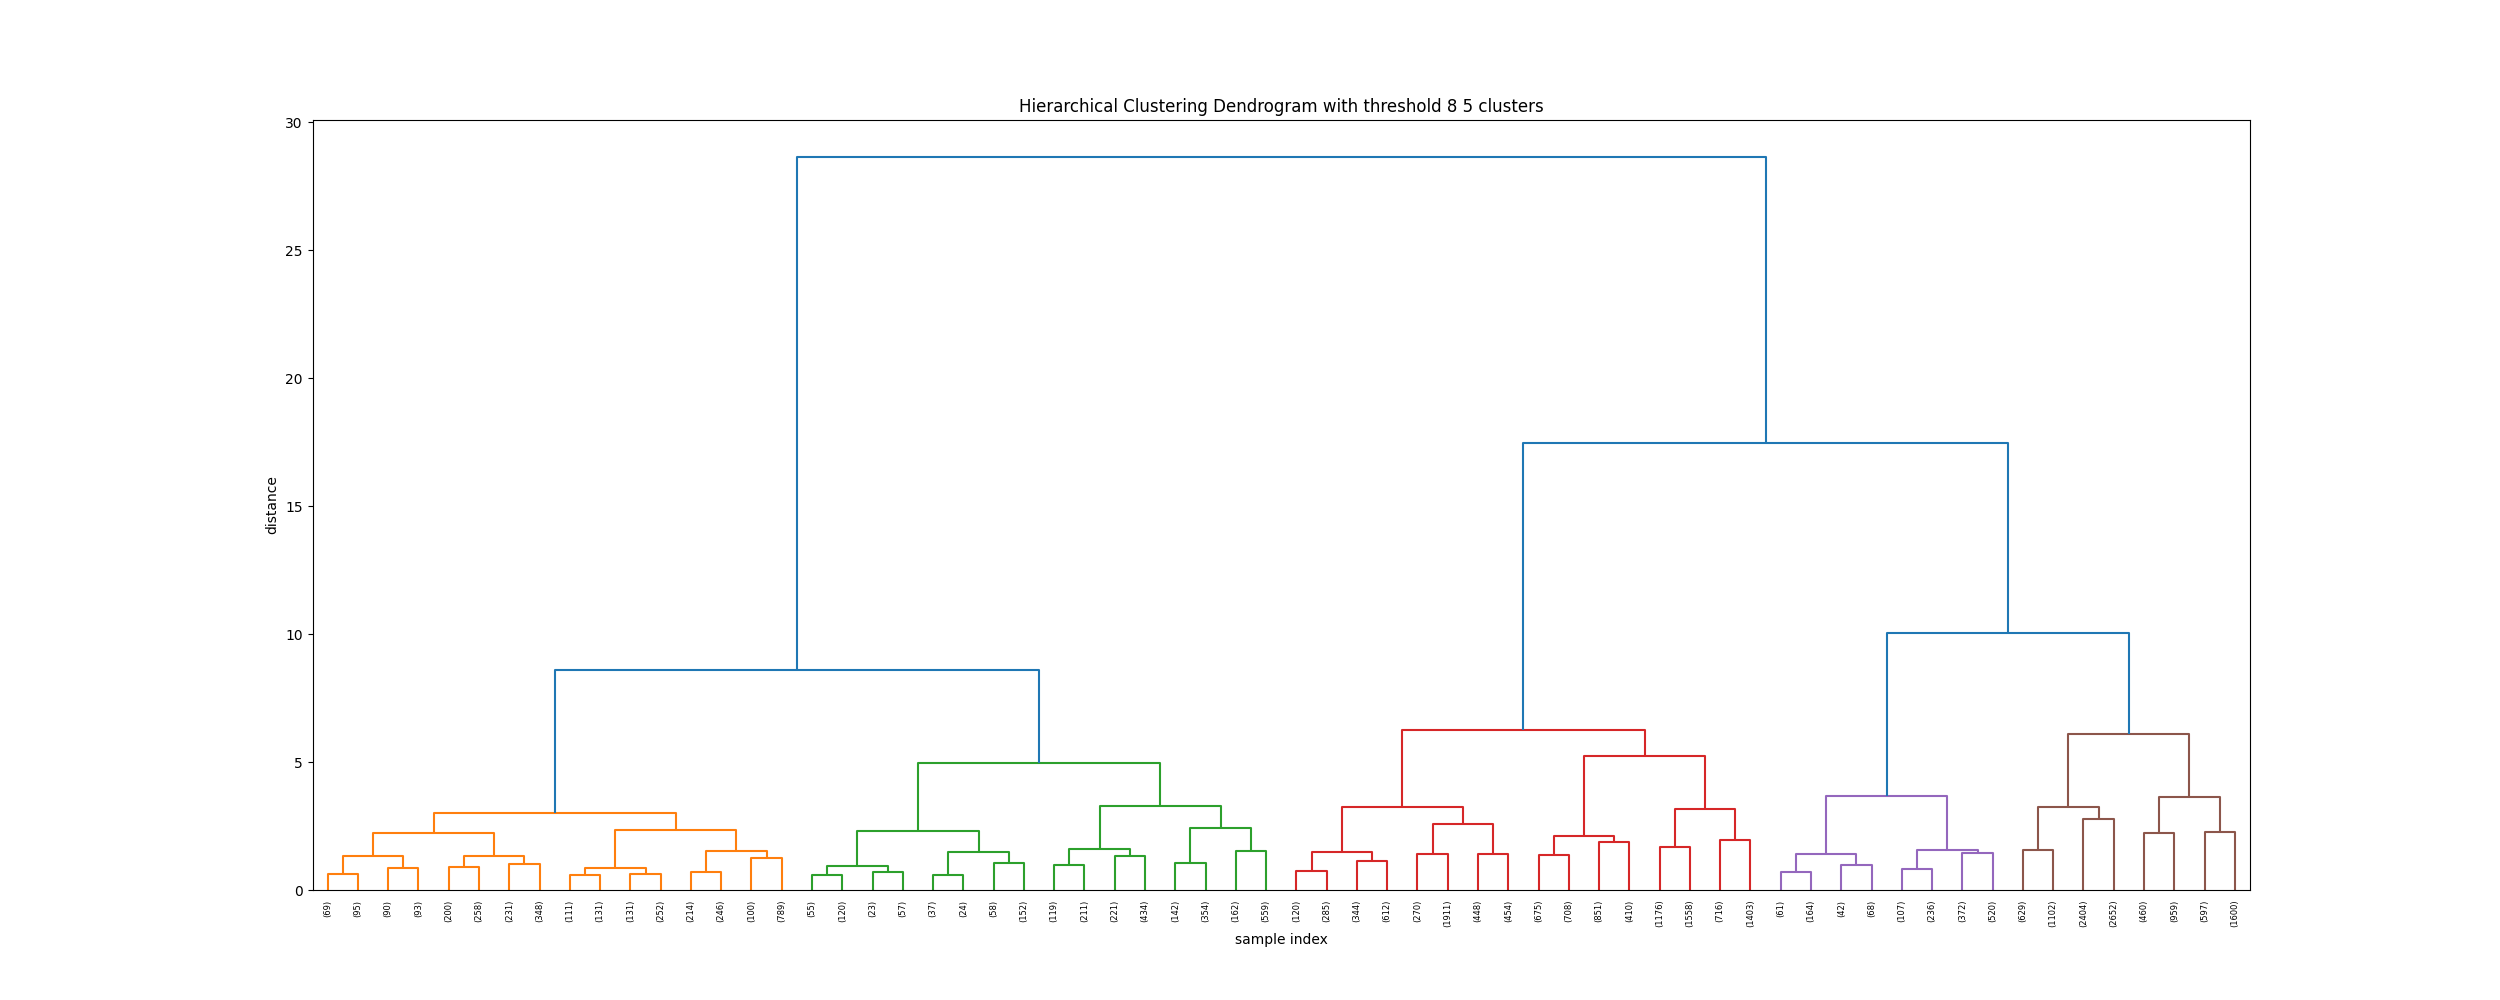 Hierarchical Clustering Dendrogram with threshold 8 5 clusters
30
25
20
15
10
5
0
distance
(69) (95) (90) (93) (200) (258) (231) (348) (111) (131) (131) (252) (214) (246) (100) (789) (55) (120) (23) (57) (37) (24) (58) (152) (119) (211) (221) (434) (142) (354) (162) (559) (120) (285) (344) (612) (270) (1911) (448) (454) (675) (708) (851) (410) (1176) (1558) (716) (1403) (61) (164) (42) (68) (107) (236) (372) (520) (629) (1102) (2404) (2652) (460) (959) (597) (1600)
sample index